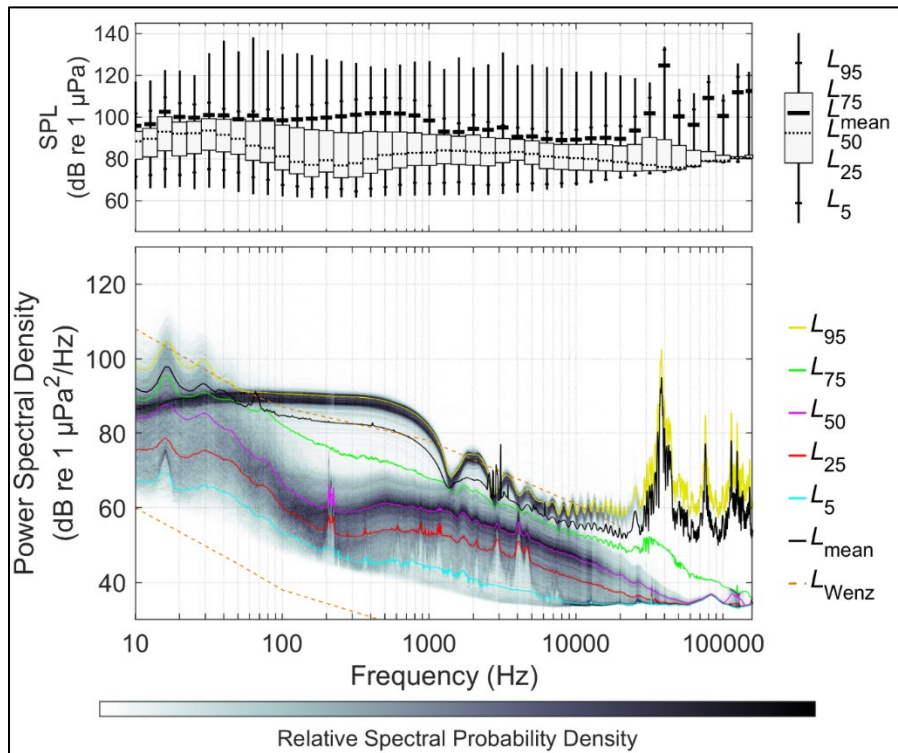 140
120
100
80
60
SPL
(dB re 1 µPa)
L95
L75
Lmean
L50
L25
L5
120
100
80
60
40
Power Spectral Density
(dB re 1 µPa²/Hz)
10 100 1000 10000 100000
Frequency (Hz)
L95
L75
L50
L25
L5
Lmean
LWenz
Relative Spectral Probability Density